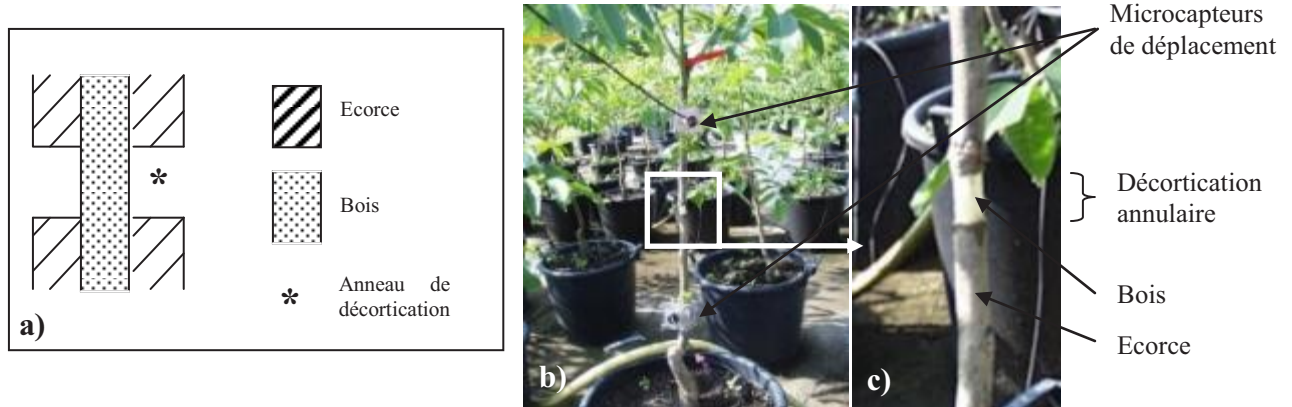 Ecorce
Bois
*
*
Anneau de
décortication
a)
b)
c)
Microcapteurs
de déplacement
Décortication
annulaire
Bois
Ecorce